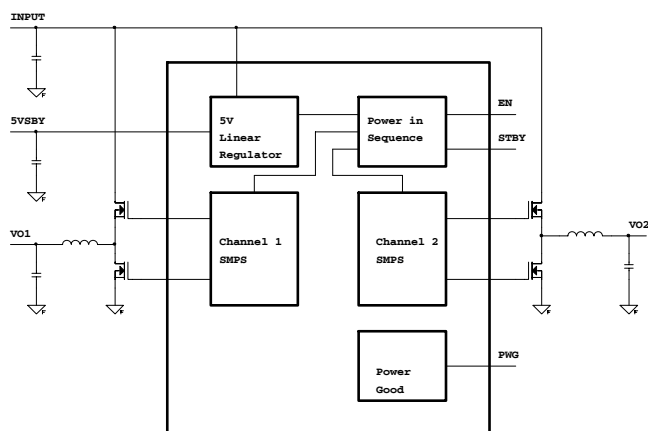 INPUT
EN
5VSBY
5V
Linear
Regulator
Power in
Sequence
STBY
VO1
Channel 1
SMPS
Channel 2
SMPS
VO2
PWG
Power
Good